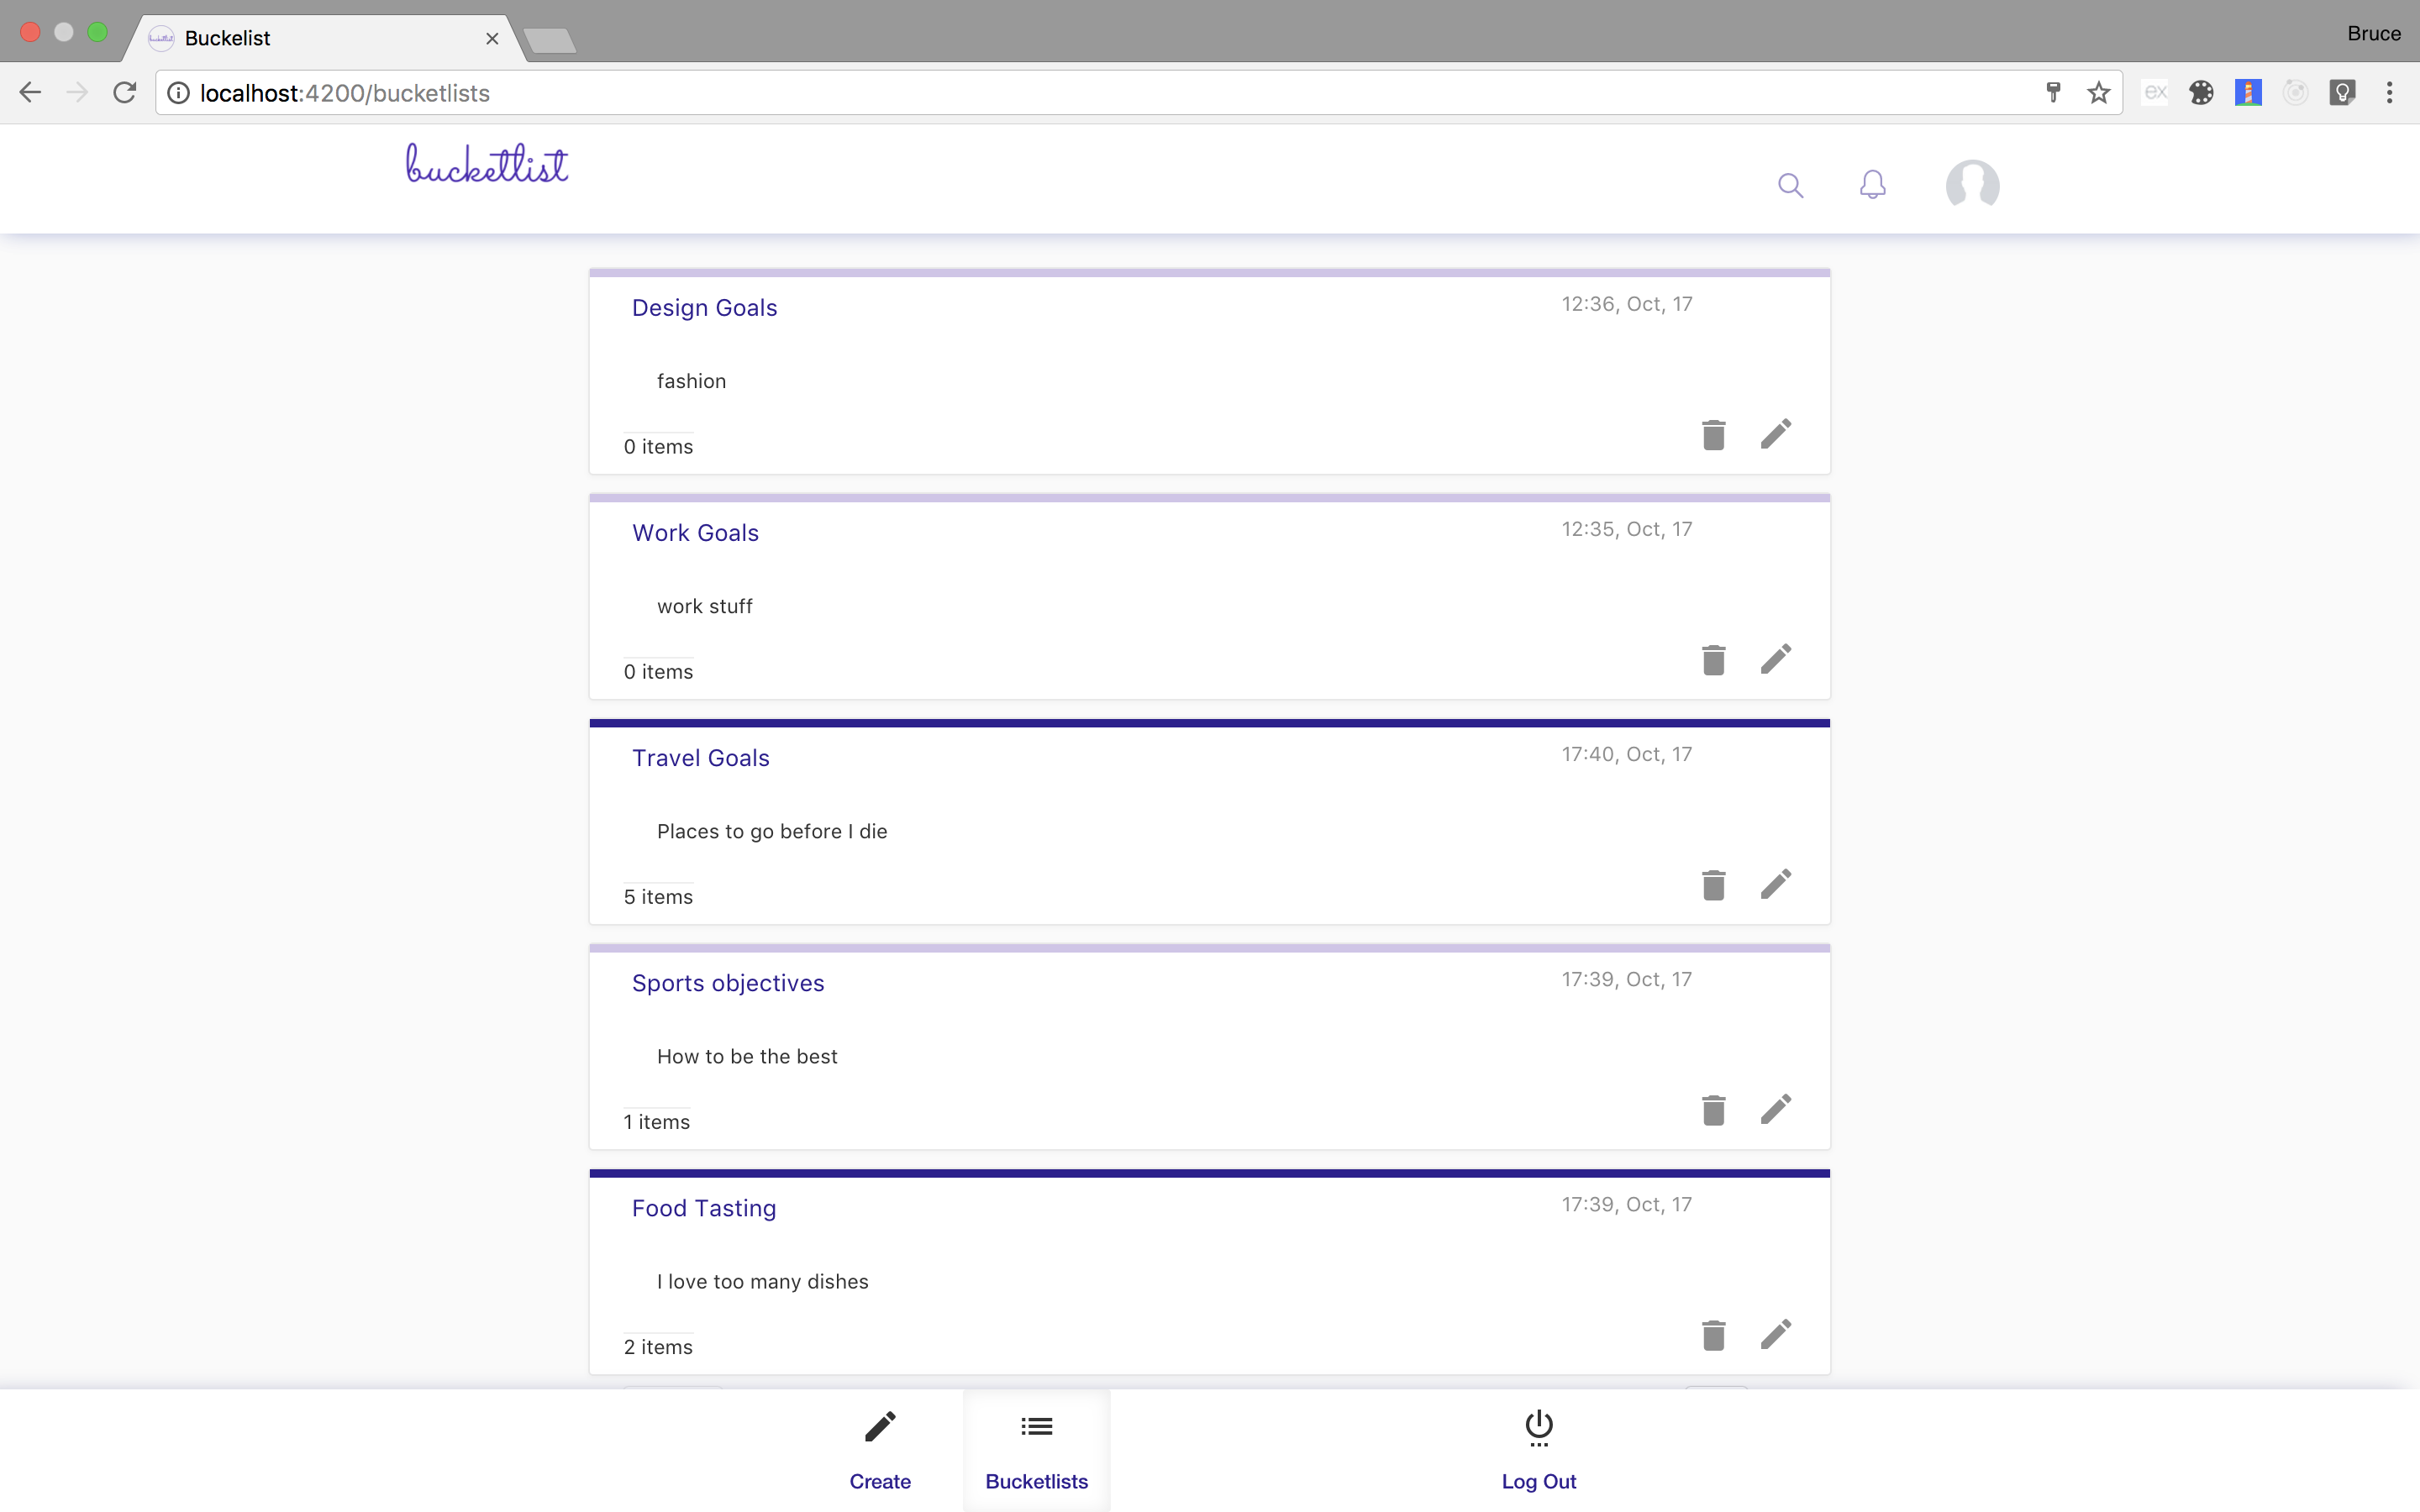 Buckelist
Bruce
localhost:4200/bucketlists
ex
bucketlist
Design Goals
12:36, Oct, 17
fashion
0 items
Work Goals
12:35, Oct, 17
work stuff
0 items
Travel Goals
17:40, Oct, 17
Places to go before I die
5 items
Sports objectives
17:39, Oct, 17
How to be the best
1 items
Food Tasting
17:39, Oct, 17
I love too many dishes
2 items
Create
Bucketlists
Log Out